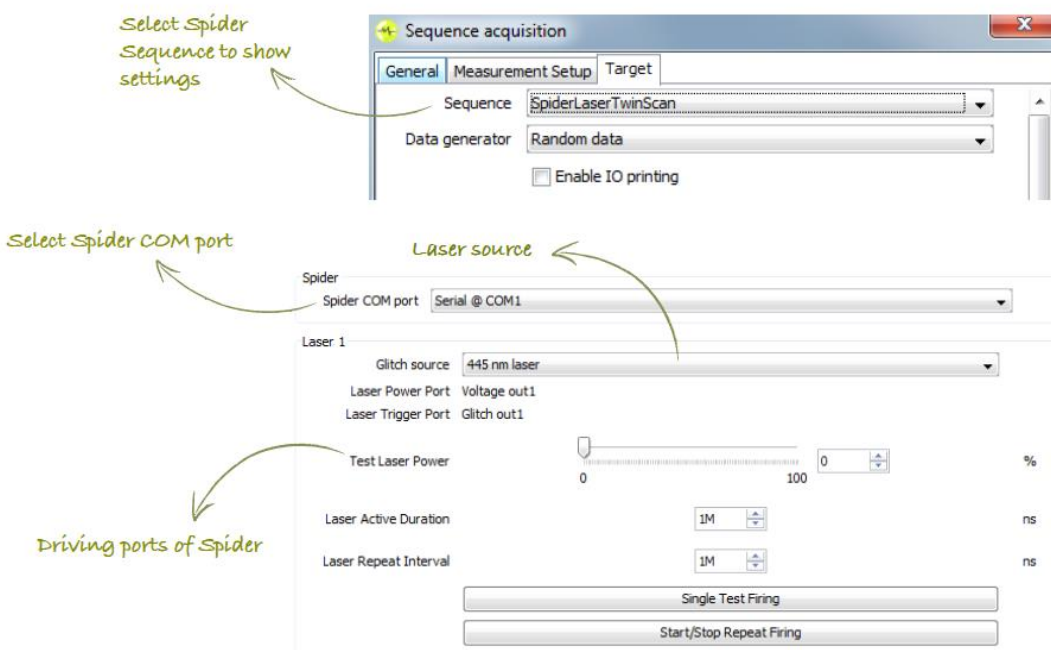 Select Spider
Sequence to show
settings
Sequence acquisition
General Measurement Setup Target
Sequence SpiderLaserTwinScan
Data generator Random data
Enable IO printing
Select Spider COM port
Laser source
Spider
Spider COM port Serial @ COM1
Laser 1
Glitch source 445 nm laser
Laser Power Port Voltage out1
Laser Trigger Port Glitch out1
Test Laser Power 0 %
0 100
Driving ports of Spider
Laser Active Duration 1M ns
Laser Repeat Interval 1M ns
Single Test Firing
Start/Stop Repeat Firing